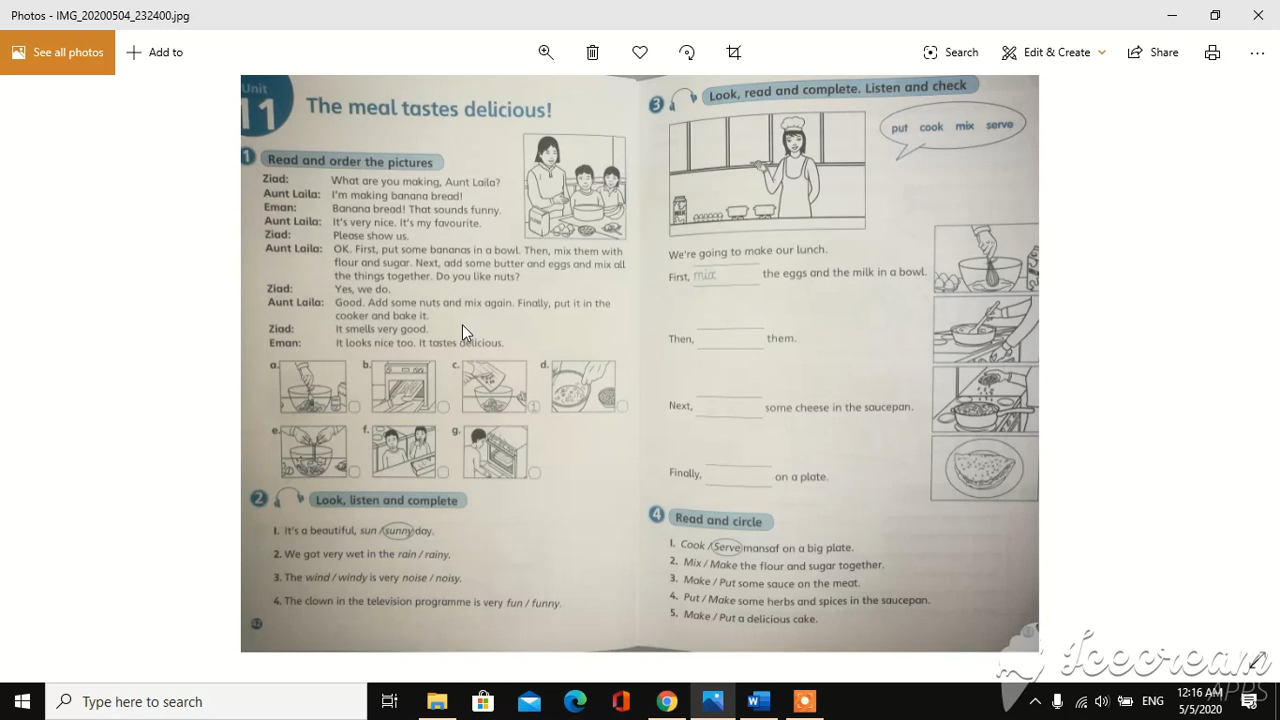 Photos - IMG_20200504_232400.jpg
See all photos
Add to
Search
Edit & Create
Share
Unit
11
The meal tastes delicious!
1 Read and order the pictures
Ziad: What are you making, Aunt Laila?
Aunt Laila: I'm making banana bread!
Eman: Banana bread! That sounds funny.
Aunt Laila: It's very nice. It's my favourite.
Ziad: Please show us.
Aunt Laila: OK. First, put some bananas in a bowl. Then, mix them with
flour and sugar. Next, add some butter and eggs and mix all
the things together. Do you like nuts?
Ziad: Yes, we do.
Aunt Laila: Good. Add some nuts and mix again. Finally, put it in the
cooker and bake it.
Ziad: It smells very good.
Eman: It looks nice too. It tastes delicious.
a. b. c. d.
1
e. f. g.
2 Look, listen and complete
1. It's a beautiful, sun / sunny day.
2. We got very wet in the rain / rainy.
3. The wind / windy is very noise / noisy.
4. The clown in the television programme is very fun / funny.
42
3 Look, read and complete. Listen and check
put cook mix serve
MILK
We're going to make our lunch.
First, mix the eggs and the milk in a bowl.
Then, them.
Next, some cheese in the saucepan.
Finally, on a plate.
4 Read and circle
1. Cook / Serve mansaf on a big plate.
2. Mix / Make the flour and sugar together.
3. Make / Put some sauce on the meat.
4. Put / Make some herbs and spices in the saucepan.
5. Make / Put a delicious cake.
Icecream
APPS
Type here to search
ENG
12:16 AM
5/5/2020